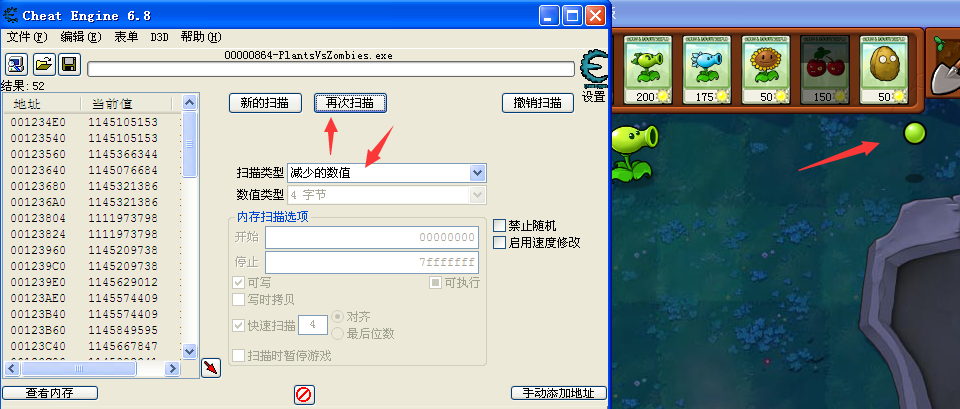 Cheat Engine 6.8
文件(F) 编辑(E) 表单 D3D 帮助(H)
00000864-PlantsVsZombies.exe
结果: 52
设置
地址 当前值
001234E0 1145105153
00123540 1145105153
00123560 1145366344
00123640 1145076684
00123680 1145321386
001236A0 1145321386
00123804 1111973798
00123824 1111973798
00123960 1145209738
001239C0 1145209738
001239E0 1145629012
00123AE0 1145574409
00123B40 1145574409
00123B60 1145849595
00123C40 1145667847
新的扫描 再次扫描 撤销扫描
扫描类型 减少的数值
数值类型 4 字节
内存扫描选项
开始 00000000
停止 7fffffff
可写 可执行
写时拷贝
快速扫描 4 对齐
最后位数
扫描时暂停游戏
禁止随机
启用速度修改
查看内存 手动添加地址
200 175 50 150 50